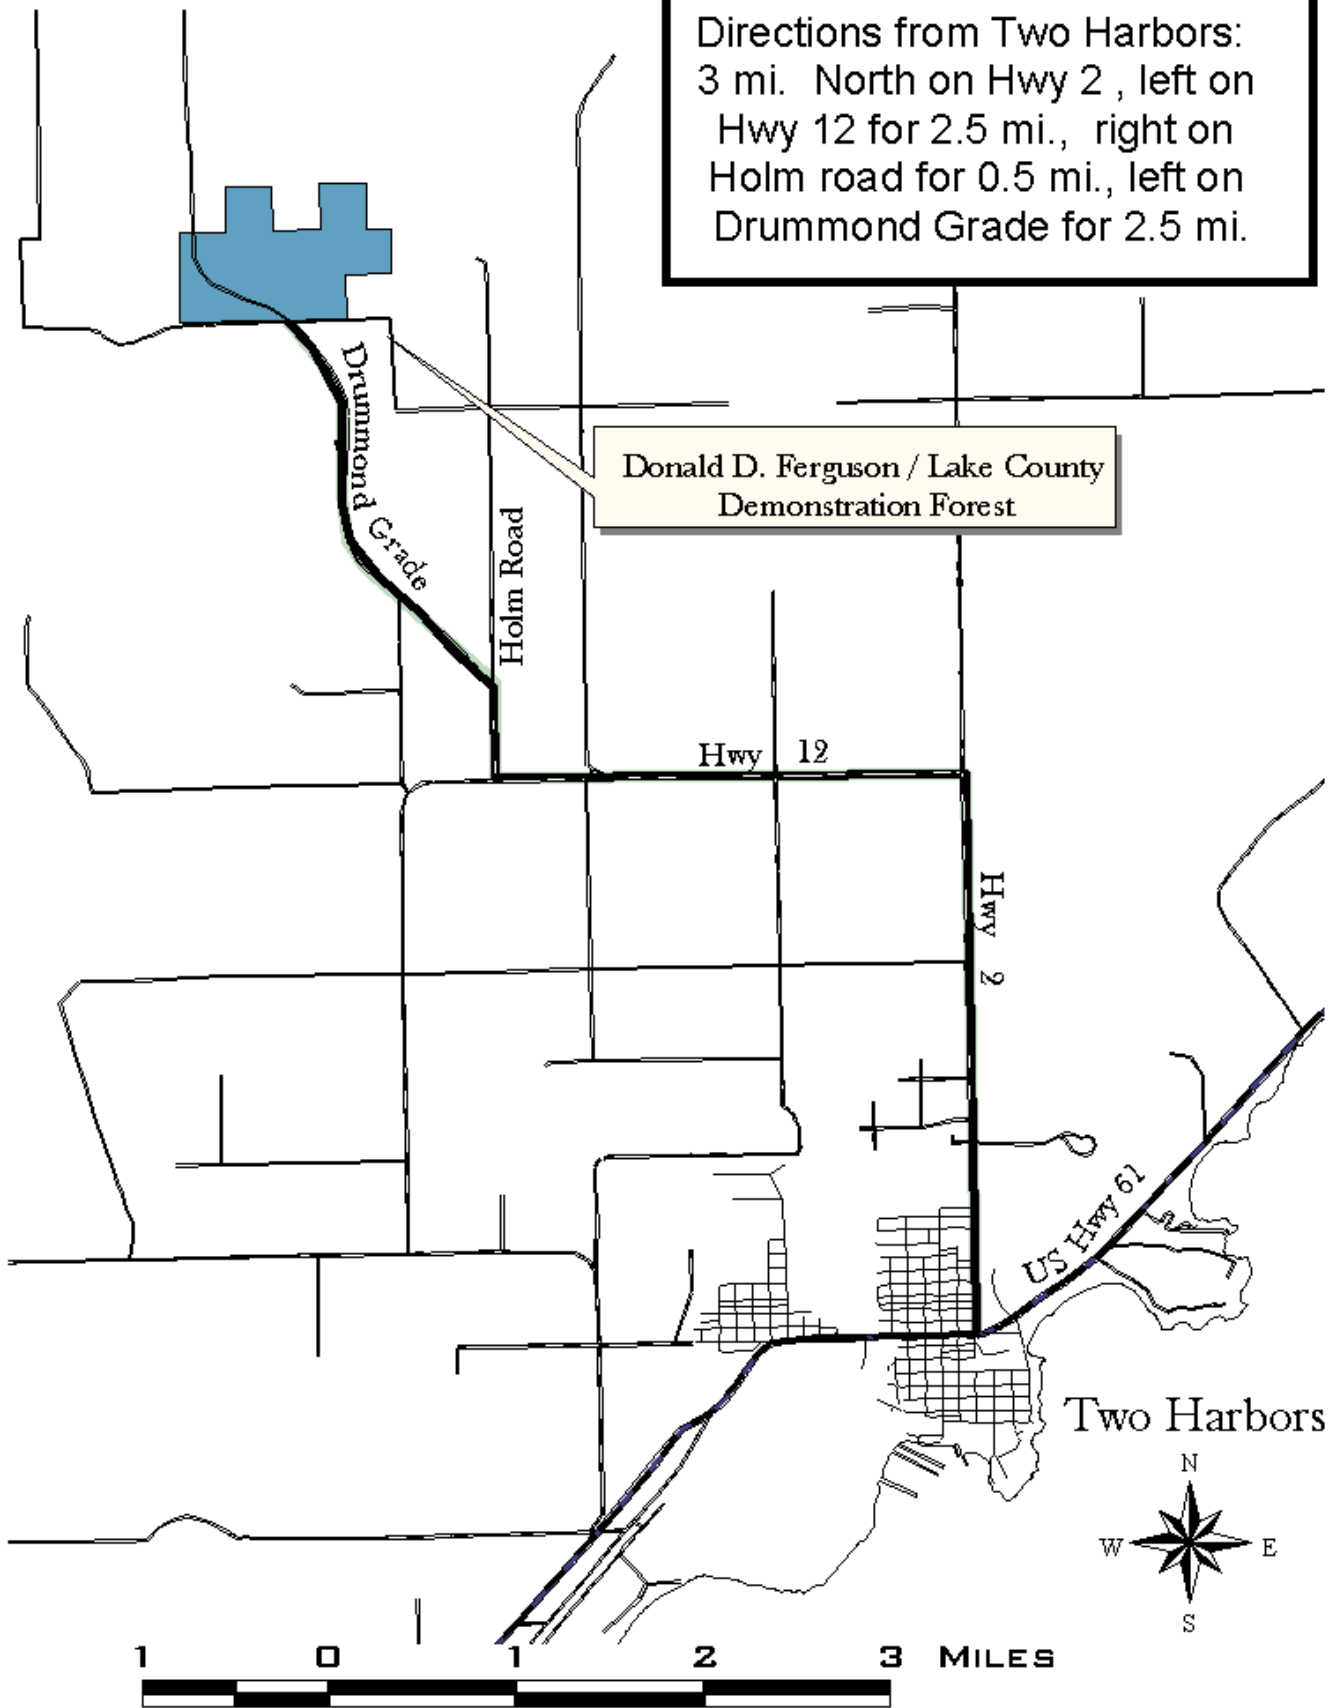 Directions from Two Harbors:
3 mi. North on Hwy 2 , left on
Hwy 12 for 2.5 mi., right on
Holm road for 0.5 mi., left on
Drummond Grade for 2.5 mi.
Drummond Grade
Donald D. Ferguson / Lake County
Demonstration Forest
Holm Road
Hwy 12
Hwy 2
US Hwy 61
Two Harbors
N
W E
S
1 0 1 2 3 MILES